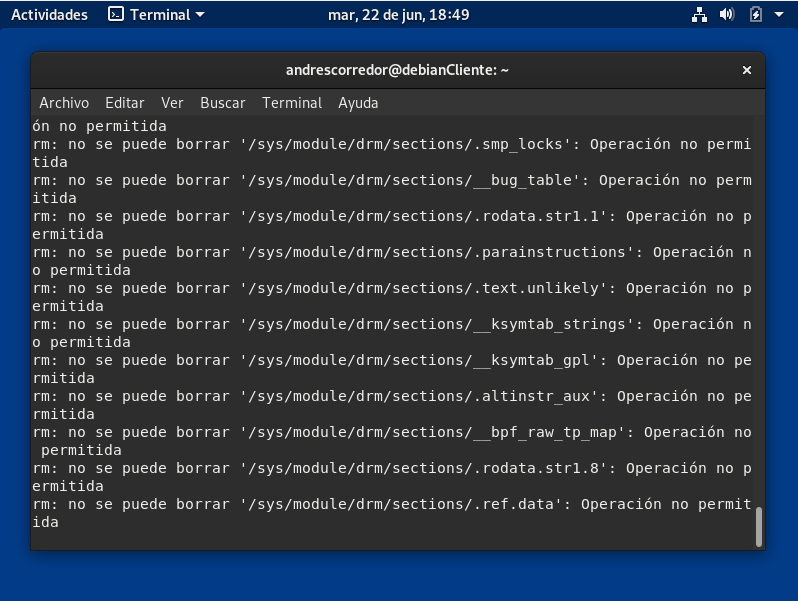 Actividades Terminal mar, 22 de jun, 18:49
andrescorredor@debianCliente: ~ ×
Archivo Editar Ver Buscar Terminal Ayuda
ón no permitida
rm: no se puede borrar '/sys/module/drm/sections/.smp_locks': Operación no permi
tida
rm: no se puede borrar '/sys/module/drm/sections/__bug_table': Operación no perm
itida
rm: no se puede borrar '/sys/module/drm/sections/.rodata.str1.1': Operación no p
ermitida
rm: no se puede borrar '/sys/module/drm/sections/.parainstructions': Operación n
o permitida
rm: no se puede borrar '/sys/module/drm/sections/.text.unlikely': Operación no p
ermitida
rm: no se puede borrar '/sys/module/drm/sections/__ksymtab_strings': Operación n
o permitida
rm: no se puede borrar '/sys/module/drm/sections/__ksymtab_gpl': Operación no pe
rmitida
rm: no se puede borrar '/sys/module/drm/sections/.altinstr_aux': Operación no pe
rmitida
rm: no se puede borrar '/sys/module/drm/sections/__bpf_raw_tp_map': Operación no
 permitida
rm: no se puede borrar '/sys/module/drm/sections/.rodata.str1.8': Operación no p
ermitida
rm: no se puede borrar '/sys/module/drm/sections/.ref.data': Operación no permit
ida